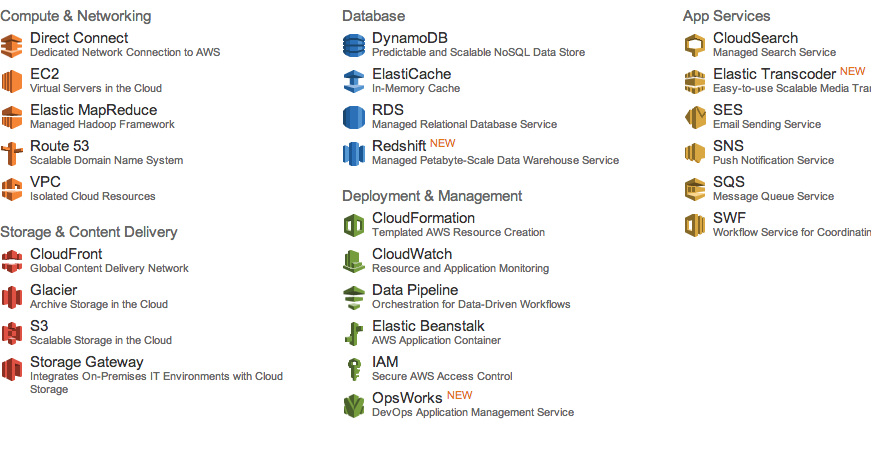 Compute & Networking
Direct Connect
Dedicated Network Connection to AWS
EC2
Virtual Servers in the Cloud
Elastic MapReduce
Managed Hadoop Framework
Route 53
Scalable Domain Name System
VPC
Isolated Cloud Resources
Storage & Content Delivery
CloudFront
Global Content Delivery Network
Glacier
Archive Storage in the Cloud
S3
Scalable Storage in the Cloud
Storage Gateway
Integrates On-Premises IT Environments with Cloud
Storage
Database
DynamoDB
Predictable and Scalable NoSQL Data Store
ElastiCache
In-Memory Cache
RDS
Managed Relational Database Service
Redshift NEW
Managed Petabyte-Scale Data Warehouse Service
Deployment & Management
CloudFormation
Templated AWS Resource Creation
CloudWatch
Resource and Application Monitoring
Data Pipeline
Orchestration for Data-Driven Workflows
Elastic Beanstalk
AWS Application Container
IAM
Secure AWS Access Control
OpsWorks NEW
DevOps Application Management Service
App Services
CloudSearch
Managed Search Service
Elastic Transcoder NEW
Easy-to-use Scalable Media Tran
SES
Email Sending Service
SNS
Push Notification Service
SQS
Message Queue Service
SWF
Workflow Service for Coordinatin